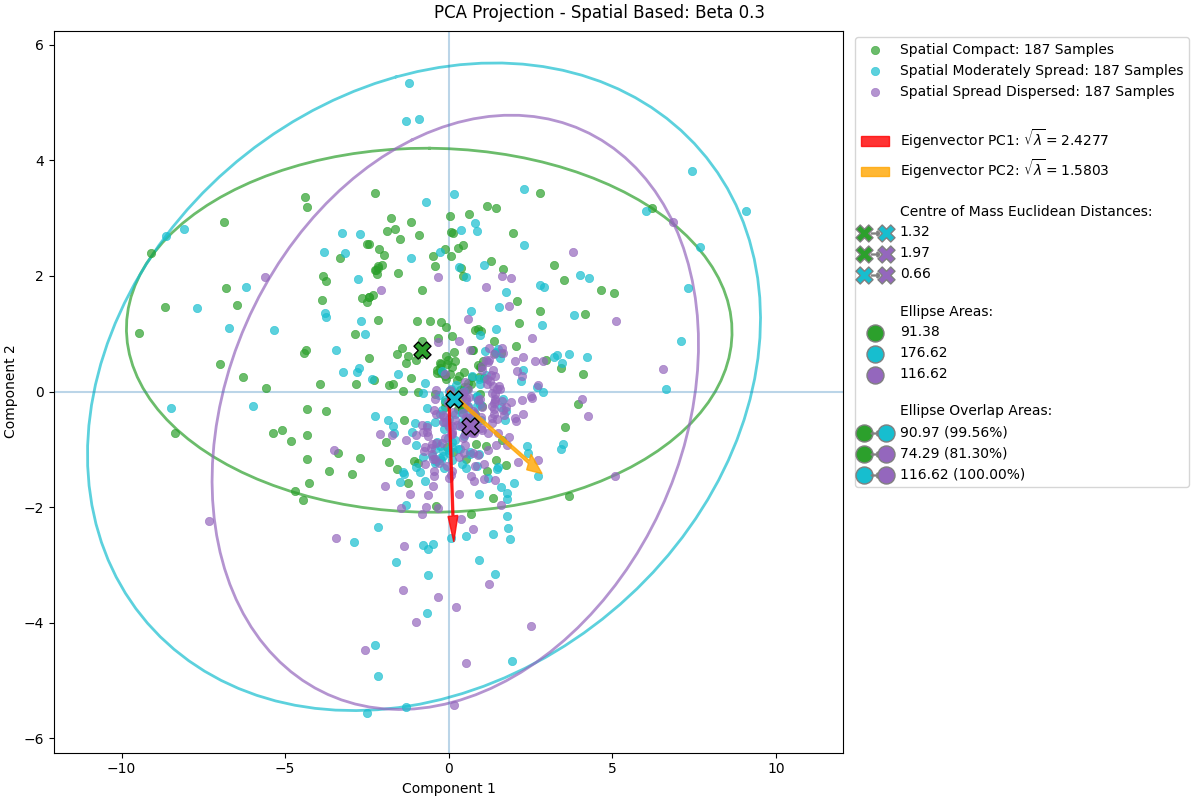 PCA Projection - Spatial Based: Beta 0.3
6
4
2
0
−2
−4
−6
Component 2
−10
−5
0
5
10
Component 1
Spatial Compact: 187 Samples
Spatial Moderately Spread: 187 Samples
Spatial Spread Dispersed: 187 Samples
Eigenvector PC1: √λ = 2.4277
Eigenvector PC2: √λ = 1.5803
Centre of Mass Euclidean Distances:
1.32
1.97
0.66
Ellipse Areas:
91.38
176.62
116.62
Ellipse Overlap Areas:
90.97 (99.56%)
74.29 (81.30%)
116.62 (100.00%)